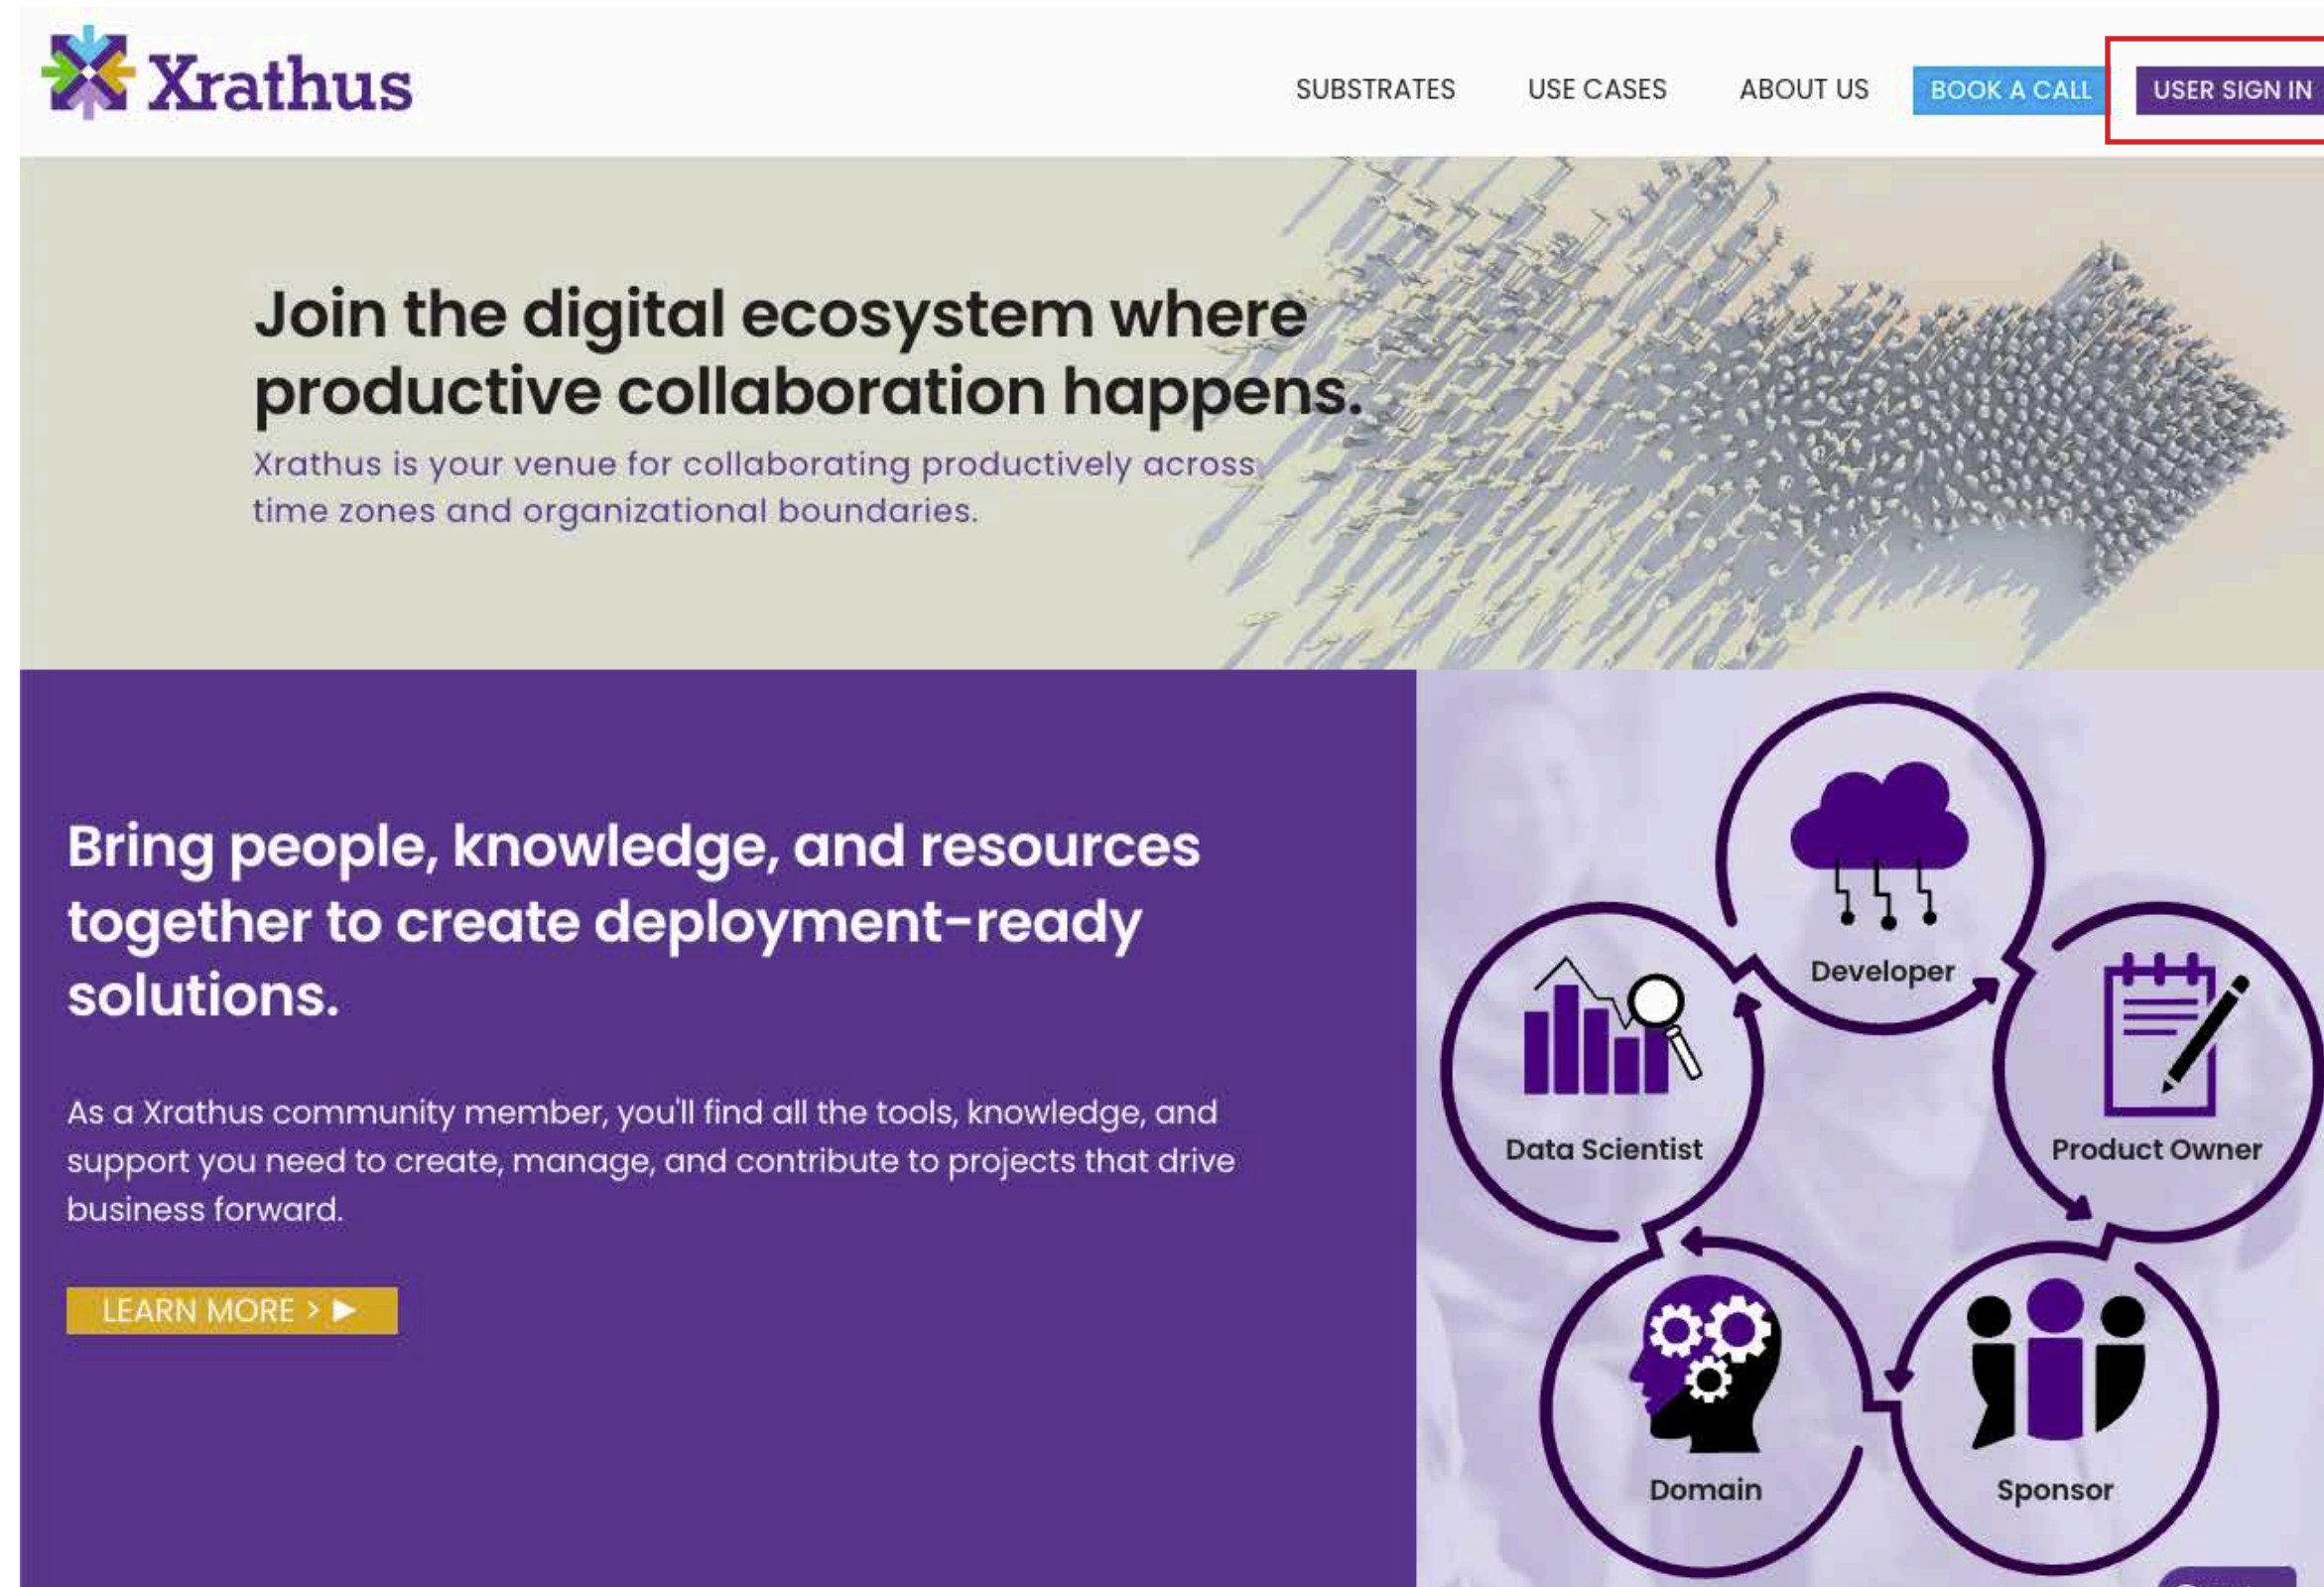 Xrathus
SUBSTRATES
USE CASES
ABOUT US
BOOK A CALL
USER SIGN IN
Join the digital ecosystem where
productive collaboration happens.
Xrathus is your venue for collaborating productively across
time zones and organizational boundaries.
Bring people, knowledge, and resources
together to create deployment-ready
solutions.
As a Xrathus community member, you'll find all the tools, knowledge, and
support you need to create, manage, and contribute to projects that drive
business forward.
LEARN MORE > ▶
Developer
Data Scientist
Product Owner
Domain
Sponsor